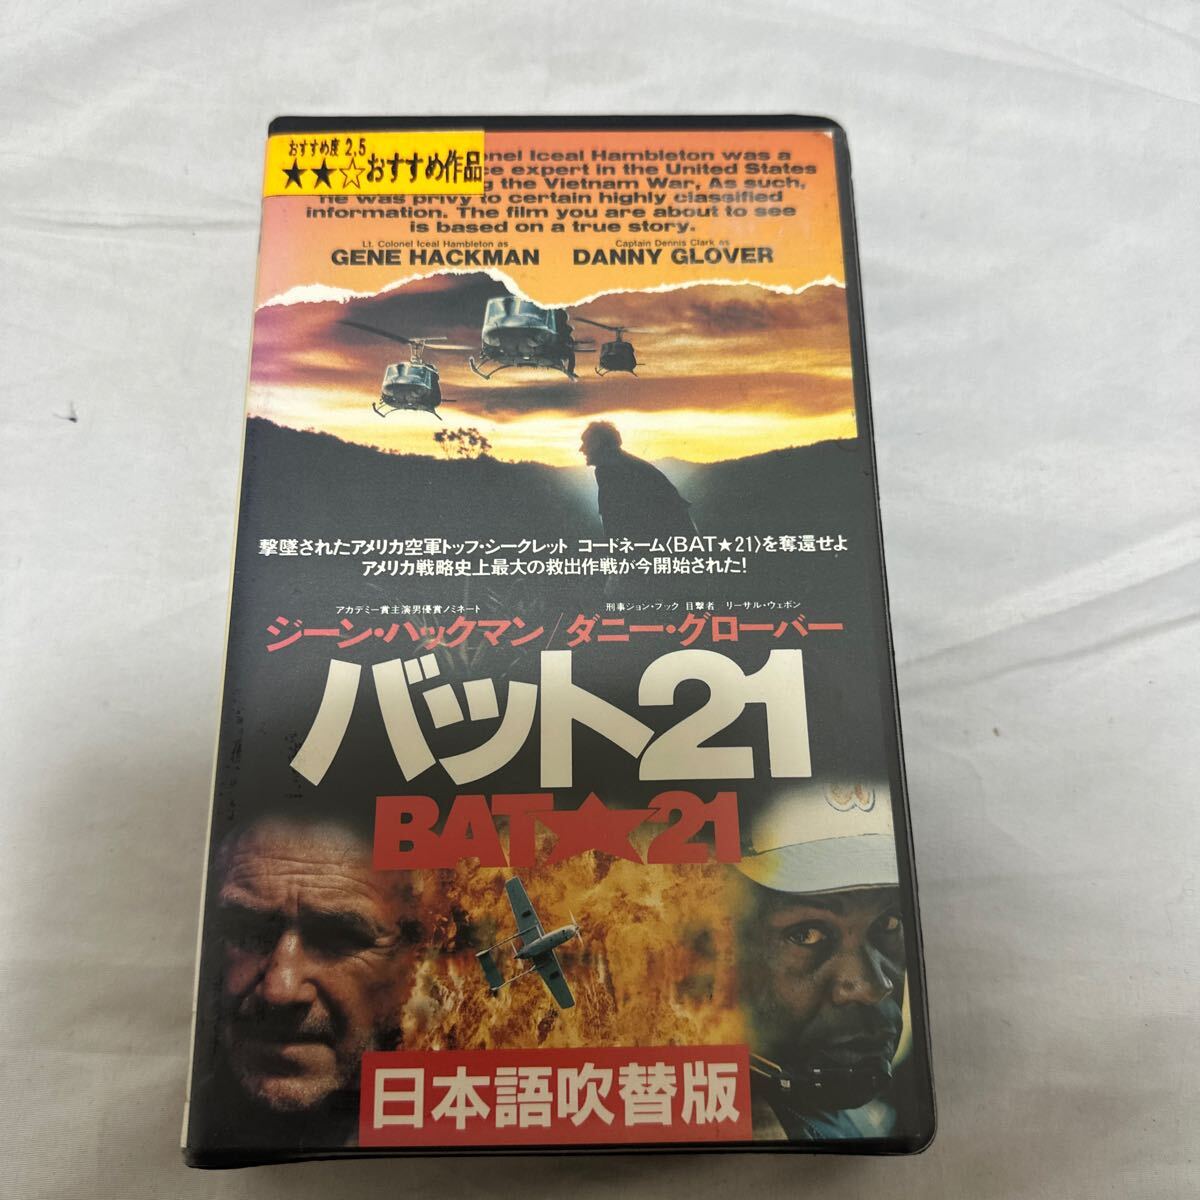 おすすめ度 2.5
★★☆おすすめ作品
onel Iceal Hambleton was a
ce expert in the United States
ng the Vietnam War, As such,
he was privy to certain highly classified
information. The film you are about to see
is based on a true story.
Lt. Colonel Iceal Hambleton as
GENE HACKMAN
Captain Dennis Clark as
DANNY GLOVER
撃墜されたアメリカ空軍トップ・シークレット コードネーム〈BAT★21〉を奪還せよ
アメリカ戦略史上最大の救出作戦が今開始された!
アカデミー賞主演男優賞ノミネート
刑事ジョン・ブック 目撃者 リーサル・ウェポン
ジーン・ハックマン/ダニー・グローバー
バット21
BAT★21
日本語吹替版